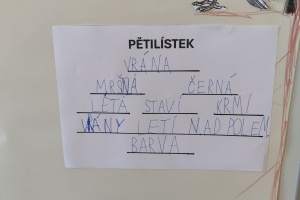 PĚTILÍSTEK
VRÁNA
MRŠNÁ ČERNÁ
LÉTÁ STAVÍ KRMÍ
VRÁNY LETÍ NAD POLEM
BARVA